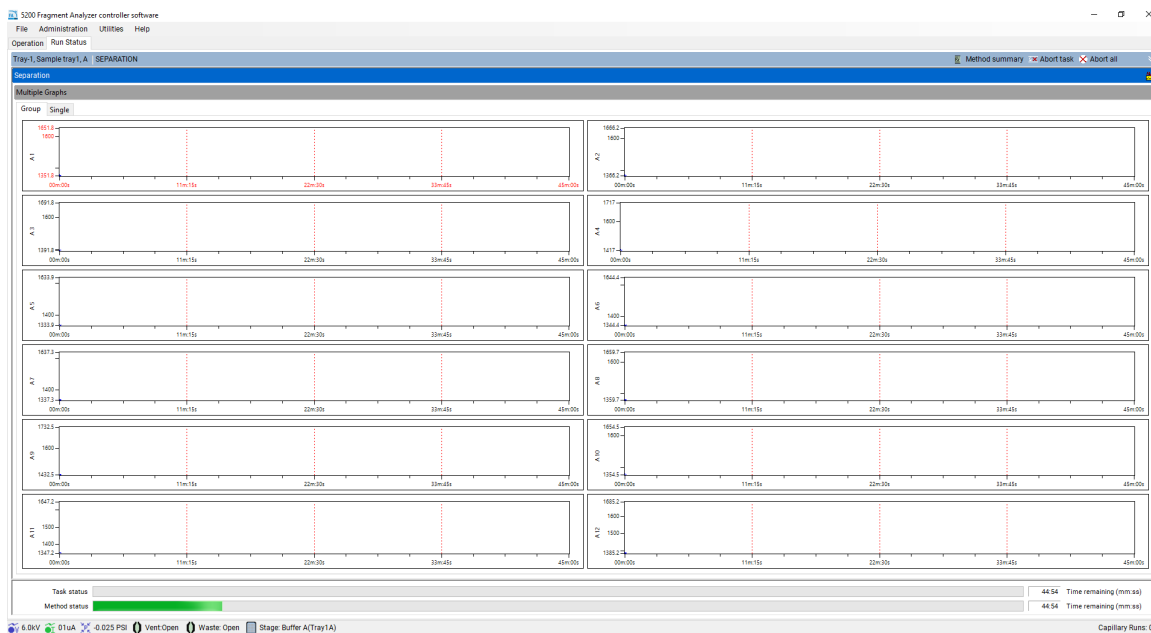 5200 Fragment Analyzer controller software
File Administration Utilities Help
Operation Run Status
Tray-1, Sample tray1, A SEPARATION Method summary Abort task Abort all
Separation
Multiple Graphs
Group Single
1651.8
1600
A1
1351.8
00m:00s 11m:15s 22m:30s 33m:45s 45m:00s
1666.2
1600
A2
1366.2
00m:00s 11m:15s 22m:30s 33m:45s 45m:00s
1691.8
1600
A3
1391.8
00m:00s 11m:15s 22m:30s 33m:45s 45m:00s
1717
1600
A4
1417
00m:00s 11m:15s 22m:30s 33m:45s 45m:00s
1633.9
A5
1400
1333.9
00m:00s 11m:15s 22m:30s 33m:45s 45m:00s
1644.4
A6
1400
1344.4
00m:00s 11m:15s 22m:30s 33m:45s 45m:00s
1637.3
A7
1400
1337.3
00m:00s 11m:15s 22m:30s 33m:45s 45m:00s
1659.7
1600
A8
1359.7
00m:00s 11m:15s 22m:30s 33m:45s 45m:00s
1732.5
1600
A9
1432.5
00m:00s 11m:15s 22m:30s 33m:45s 45m:00s
1654.5
1600
A10
1354.5
00m:00s 11m:15s 22m:30s 33m:45s 45m:00s
1647.2
1500
A11
1400
1347.2
00m:00s 11m:15s 22m:30s 33m:45s 45m:00s
1685.2
1600
A12
1500
1385.2
00m:00s 11m:15s 22m:30s 33m:45s 45m:00s
Task status 44:54 Time remaining (mm:ss)
Method status 44:54 Time remaining (mm:ss)
6.0kV 01uA -0.025 PSI Vent:Open Waste: Open Stage: Buffer A(Tray1A) Capillary Runs: